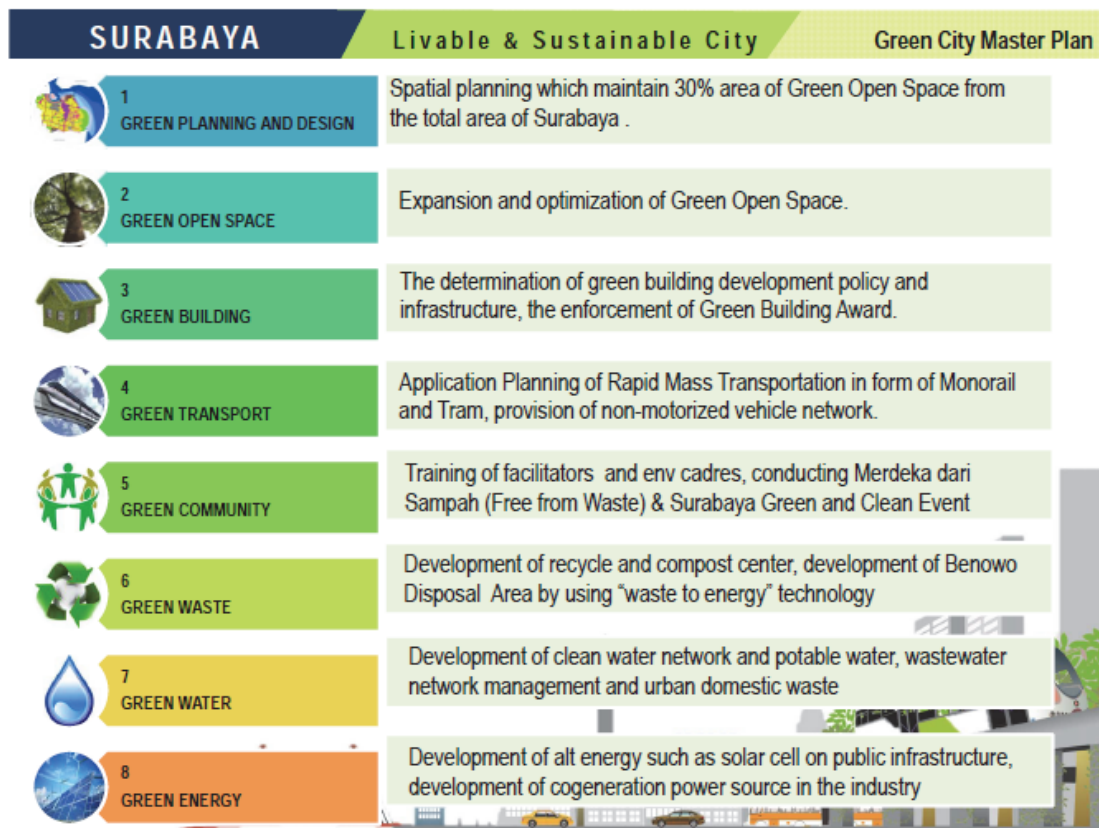 SURABAYA
Livable & Sustainable City
Green City Master Plan
1
GREEN PLANNING AND DESIGN
Spatial planning which maintain 30% area of Green Open Space from
the total area of Surabaya .
2
GREEN OPEN SPACE
Expansion and optimization of Green Open Space.
3
GREEN BUILDING
The determination of green building development policy and
infrastructure, the enforcement of Green Building Award.
4
GREEN TRANSPORT
Application Planning of Rapid Mass Transportation in form of Monorail
and Tram, provision of non-motorized vehicle network.
5
GREEN COMMUNITY
Training of facilitators and env cadres, conducting Merdeka dari
Sampah (Free from Waste) & Surabaya Green and Clean Event
6
GREEN WASTE
Development of recycle and compost center, development of Benowo
Disposal Area by using “waste to energy” technology
7
GREEN WATER
Development of clean water network and potable water, wastewater
network management and urban domestic waste
8
GREEN ENERGY
Development of alt energy such as solar cell on public infrastructure,
development of cogeneration power source in the industry